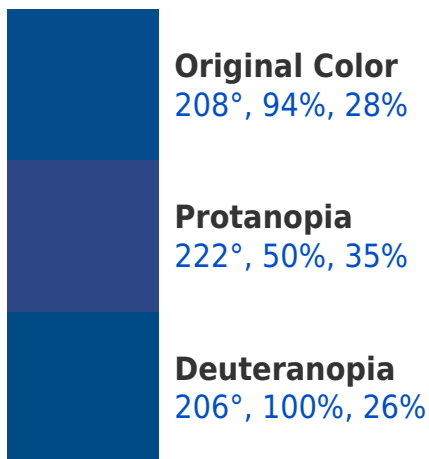 Original Color
208°, 94%, 28%
Protanopia
222°, 50%, 35%
Deuteranopia
206°, 100%, 26%